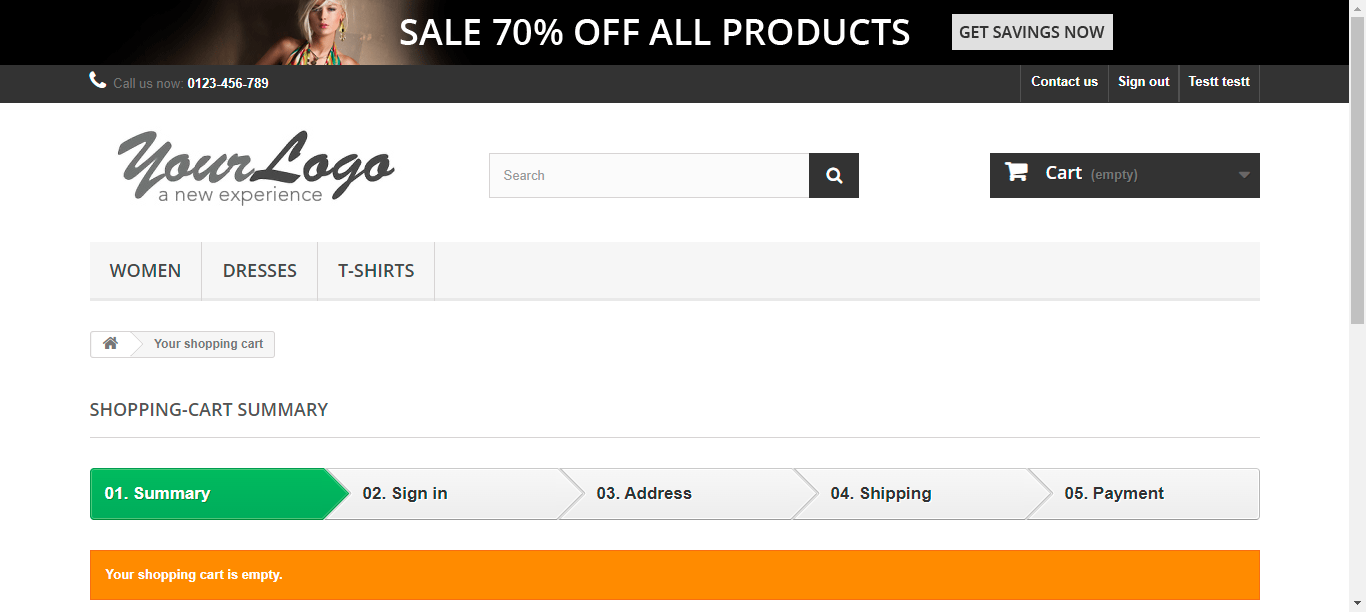 SALE 70% OFF ALL PRODUCTS GET SAVINGS NOW
Call us now: 0123-456-789 Contact us Sign out Testt testt
YourLogo
a new experience
Search
Cart (empty)
WOMEN DRESSES T-SHIRTS
Your shopping cart
SHOPPING-CART SUMMARY
01. Summary 02. Sign in 03. Address 04. Shipping 05. Payment
Your shopping cart is empty.